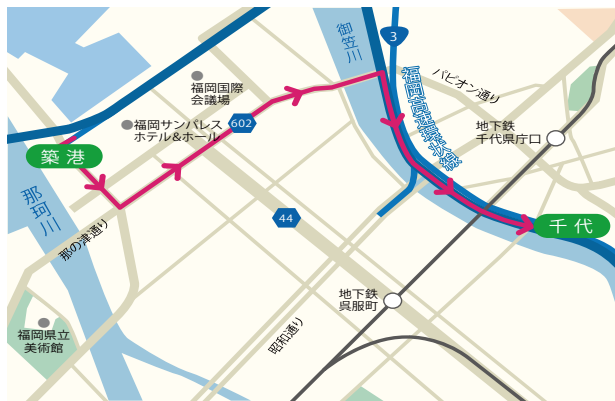 御笠川
3
福岡高速環状線
パピオン通り
福岡国際
会議場
602
福岡サンパレス
ホテル&ホール
地下鉄
千代県庁口
築港
那珂川
那の津通り
44
千代
地下鉄
呉服町
昭和通り
福岡県立
美術館